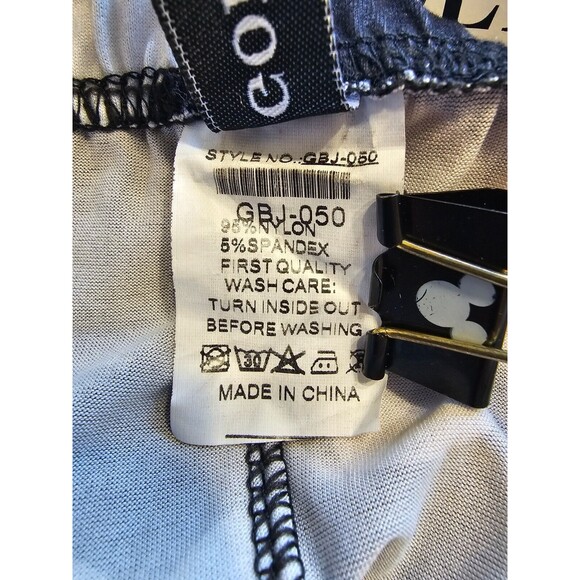 GO
STYLE NO.:GBJ-050
GBJ-050
95%NYLON
5%SPANDEX
FIRST QUALITY
WASH CARE:
TURN INSIDE OUT
BEFORE WASHING
30
MADE IN CHINA